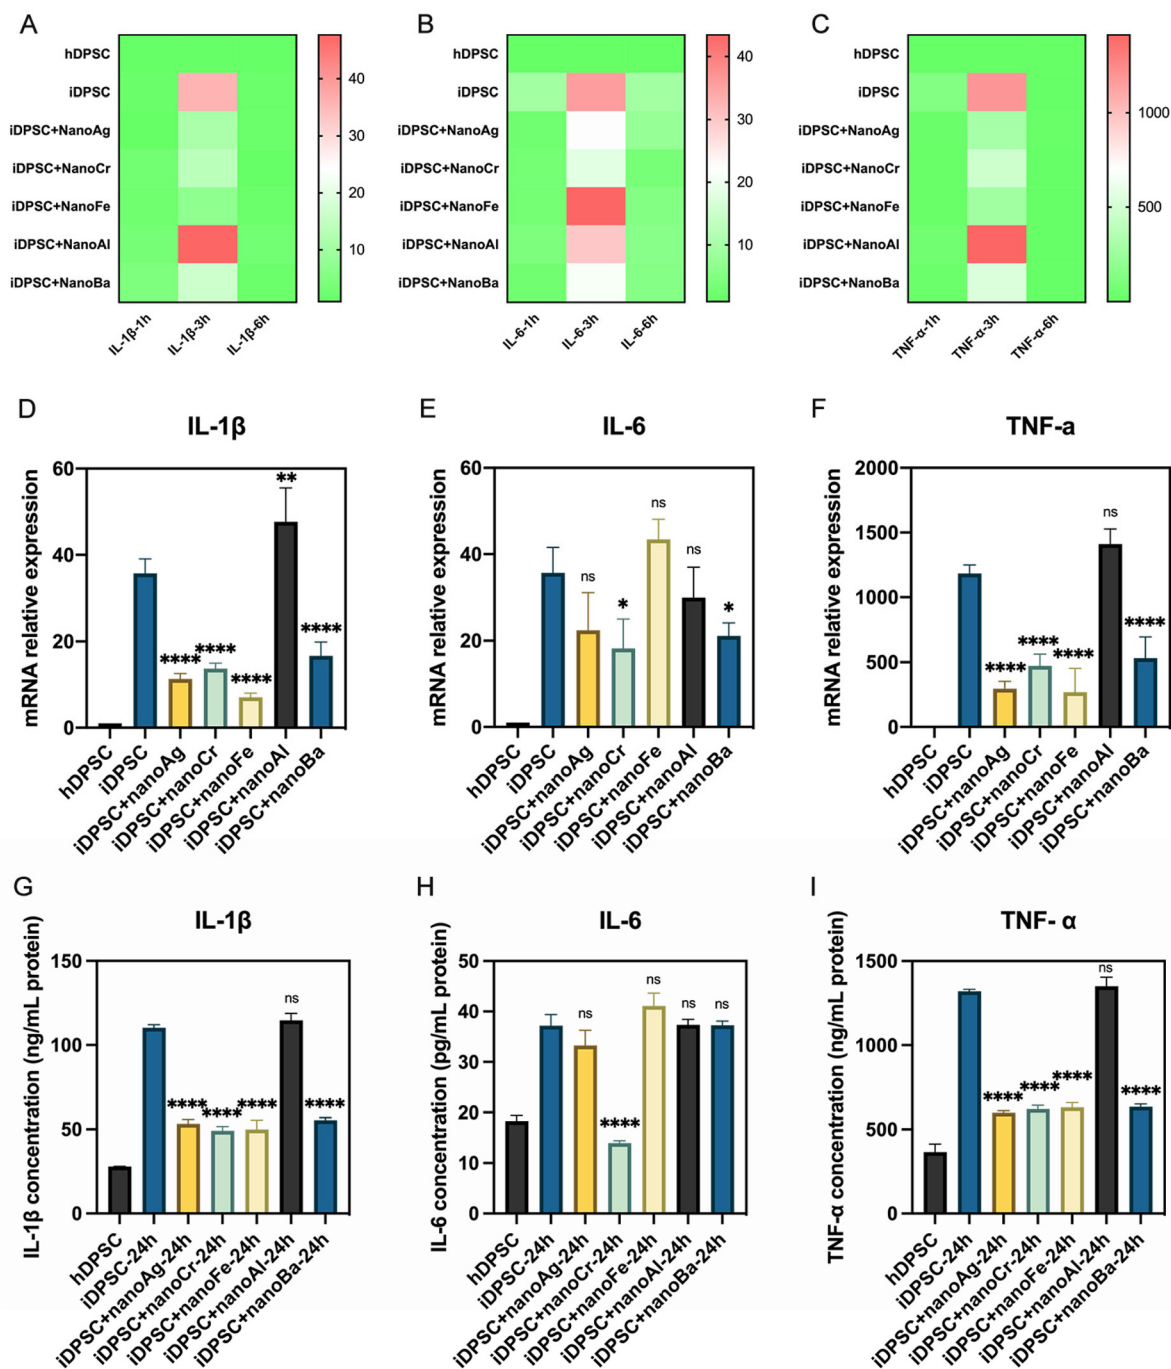 A
hDPSC
iDPSC
iDPSC+NanoAg
iDPSC+NanoCr
iDPSC+NanoFe
iDPSC+NanoAl
iDPSC+NanoBa
IL-1β-1h
IL-1β-3h
IL-1β-6h
40
30
20
10
B
hDPSC
iDPSC
iDPSC+NanoAg
iDPSC+NanoCr
iDPSC+NanoFe
iDPSC+NanoAl
iDPSC+NanoBa
IL-6-1h
IL-6-3h
IL-6-6h
40
30
20
10
C
hDPSC
iDPSC
iDPSC+NanoAg
iDPSC+NanoCr
iDPSC+NanoFe
iDPSC+NanoAl
iDPSC+NanoBa
TNF-α-1h
TNF-α-3h
TNF-α-6h
1000
500
D
IL-1β
mRNA relative expression
60
40
20
0
****
****
****
**
****
hDPSC
iDPSC
iDPSC+nanoAg
iDPSC+nanoCr
iDPSC+nanoFe
iDPSC+nanoAl
iDPSC+nanoBa
E
IL-6
mRNA relative expression
60
40
20
0
ns
*
ns
ns
*
hDPSC
iDPSC
iDPSC+nanoAg
iDPSC+nanoCr
iDPSC+nanoFe
iDPSC+nanoAl
iDPSC+nanoBa
F
TNF-a
mRNA relative expression
2000
1500
1000
500
0
****
****
****
ns
****
hDPSC
iDPSC
iDPSC+nanoAg
iDPSC+nanoCr
iDPSC+nanoFe
iDPSC+nanoAl
iDPSC+nanoBa
G
IL-1β
IL-1β concentration (ng/mL protein)
150
100
50
0
****
****
****
ns
****
hDPSC
iDPSC-24h
iDPSC+nanoAg-24h
iDPSC+nanoCr-24h
iDPSC+nanoFe-24h
iDPSC+nanoAl-24h
iDPSC+nanoBa-24h
H
IL-6
IL-6 concentration (pg/mL protein)
50
40
30
20
10
0
ns
****
ns
ns
ns
hDPSC
iDPSC-24h
iDPSC+nanoAg-24h
iDPSC+nanoCr-24h
iDPSC+nanoFe-24h
iDPSC+nanoAl-24h
iDPSC+nanoBa-24h
I
TNF- α
TNF-α concentration (ng/mL protein)
1500
1000
500
0
****
****
****
ns
****
hDPSC
iDPSC-24h
iDPSC+nanoAg-24h
iDPSC+nanoCr-24h
iDPSC+nanoFe-24h
iDPSC+nanoAl-24h
iDPSC+nanoBa-24h